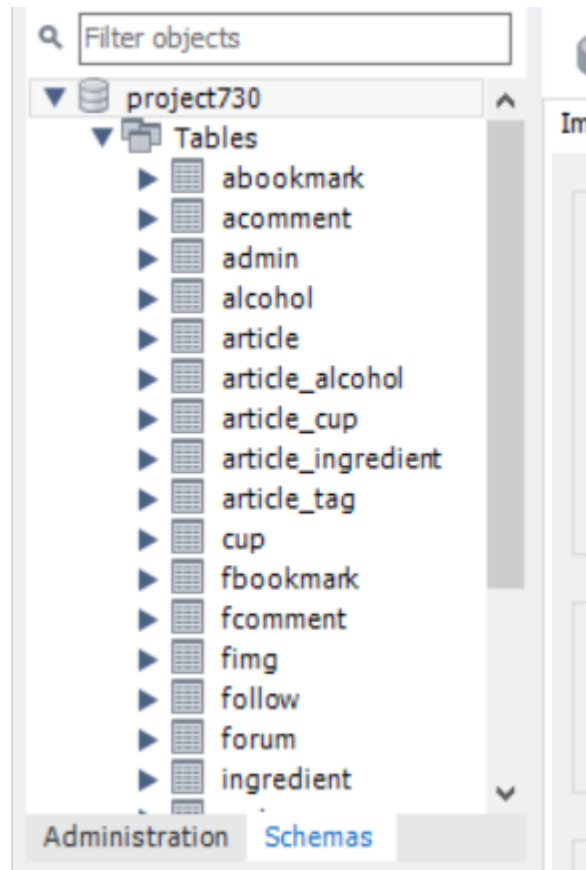 Filter objects
project730
Im
Tables
abookmark
acomment
admin
alcohol
article
article_alcohol
article_cup
article_ingredient
article_tag
cup
fbookmark
fcomment
fimg
follow
forum
ingredient
Administration Schemas